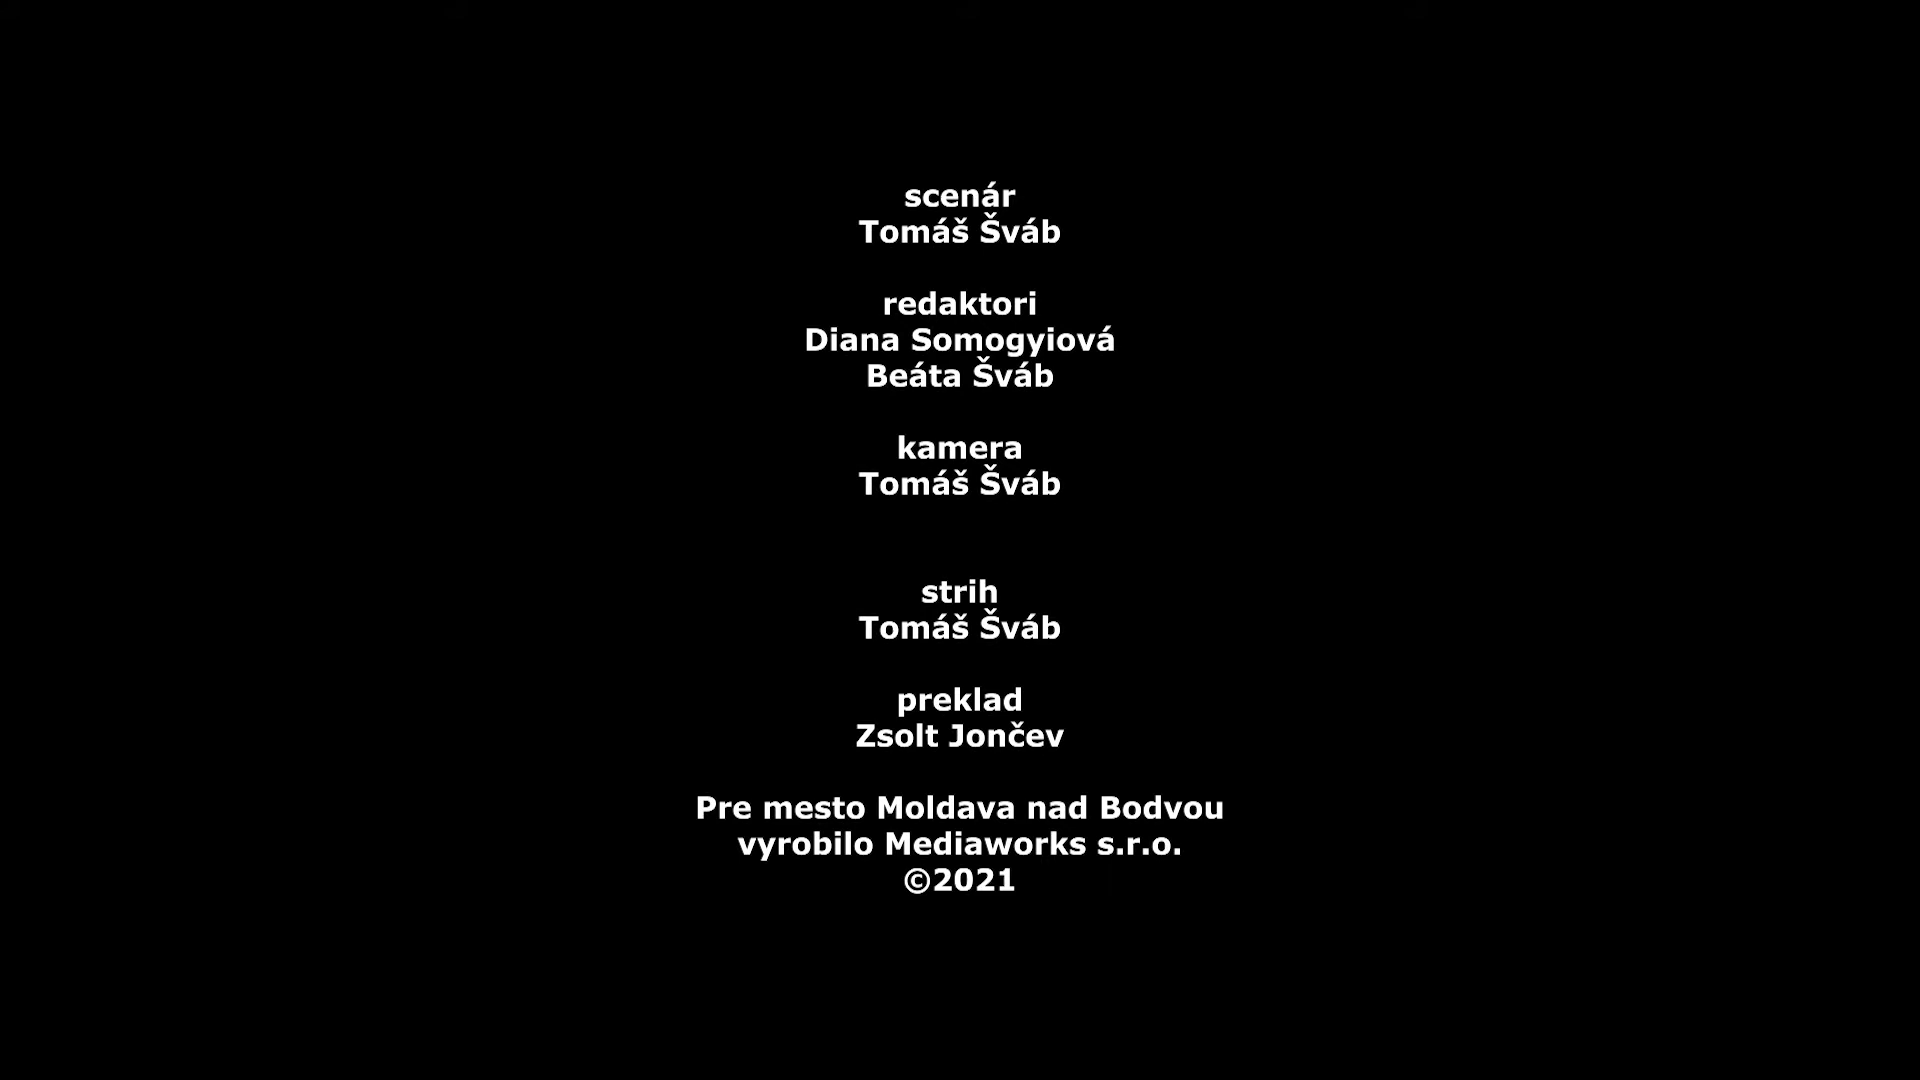 scenár
Tomáš Šváb
redaktori
Diana Somogyiová
Beáta Šváb
kamera
Tomáš Šváb
strih
Tomáš Šváb
preklad
Zsolt Jončev
Pre mesto Moldava nad Bodvou
vyrobilo Mediaworks s.r.o.
©2021